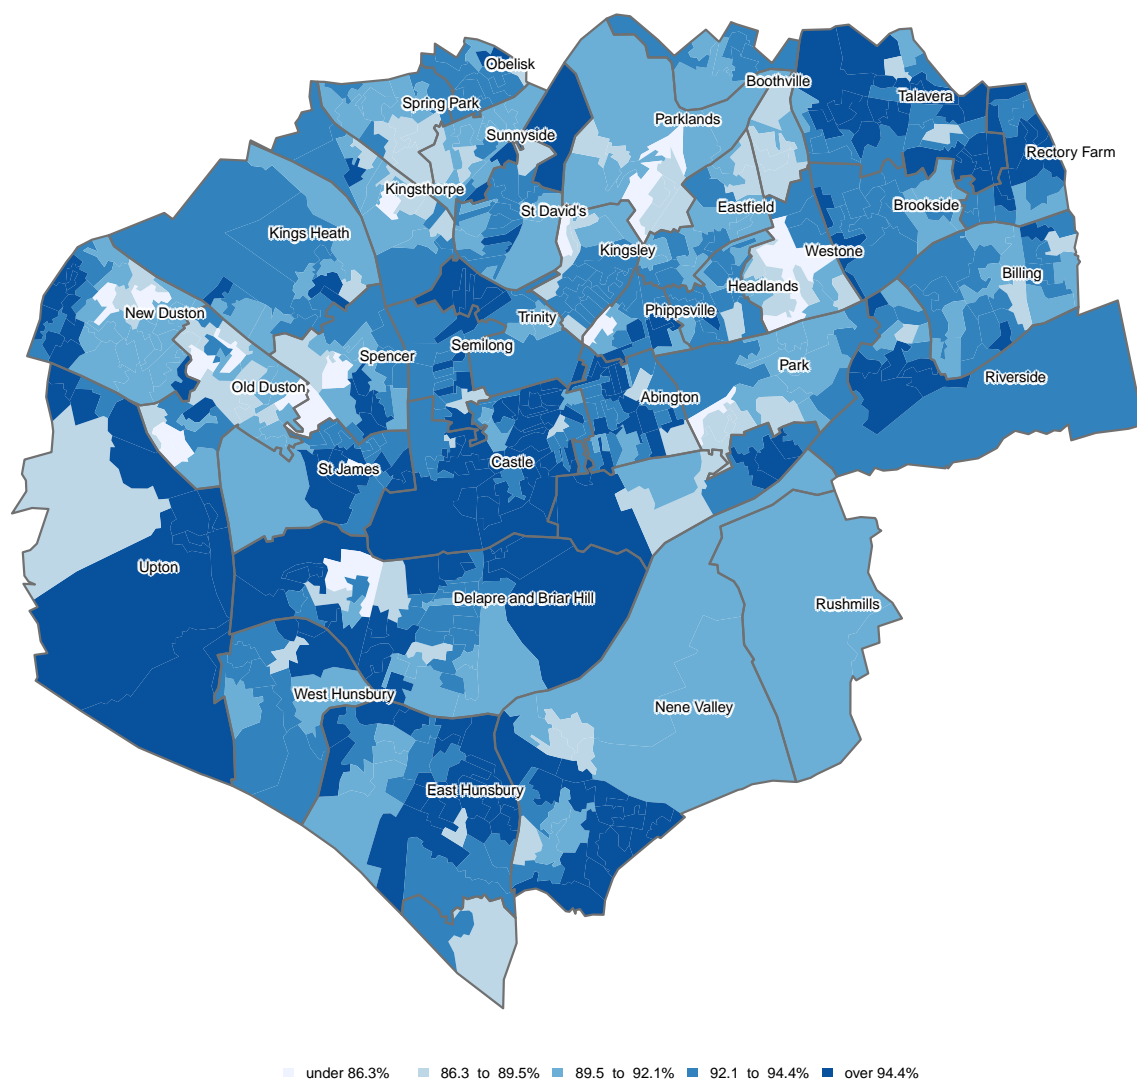 Obelisk
Boothville
Spring Park
Talavera
Parklands
Sunnyside
Rectory Farm
Kingsthorpe
Brookside
St David's
Eastfield
Kings Heath
Kingsley
Westone
Billing
Headlands
New Duston
Phippsville
Trinity
Semilong
Spencer
Park
Riverside
Old Duston
Abington
Castle
St James
Upton
Delapre and Briar Hill
Rushmills
West Hunsbury
Nene Valley
East Hunsbury
under 86.3% 86.3 to 89.5% 89.5 to 92.1% 92.1 to 94.4% over 94.4%